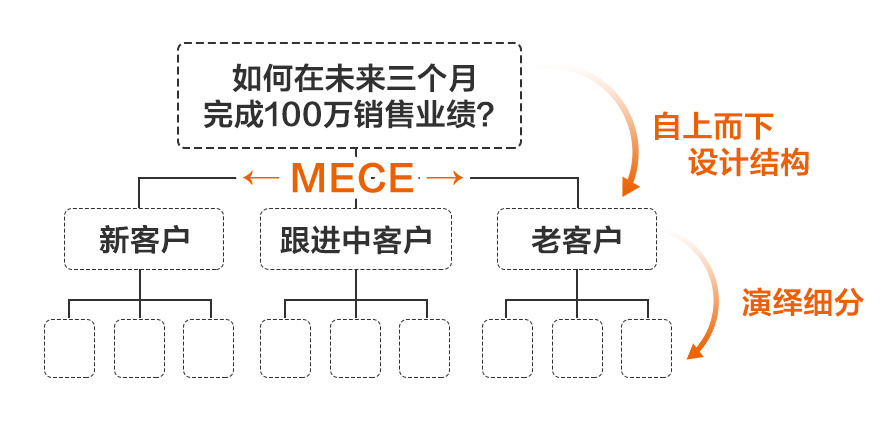 如何在未来三个月
完成100万销售业绩?
自上而下
设计结构
← MECE →
新客户
跟进中客户
老客户
演绎细分